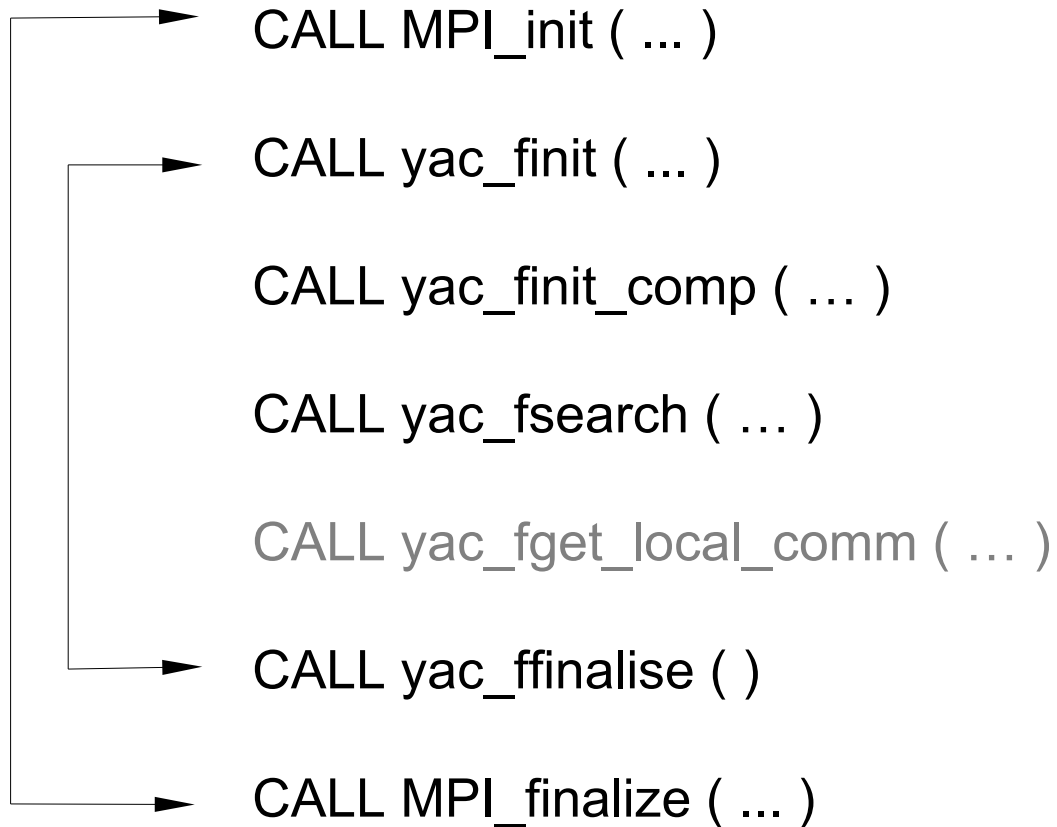 CALL MPI_init ( ... )
CALL yac_finit ( ... )
CALL yac_finit_comp ( … )
CALL yac_fsearch ( … )
CALL yac_fget_local_comm ( … )
CALL yac_ffinalise ( )
CALL MPI_finalize ( ... )